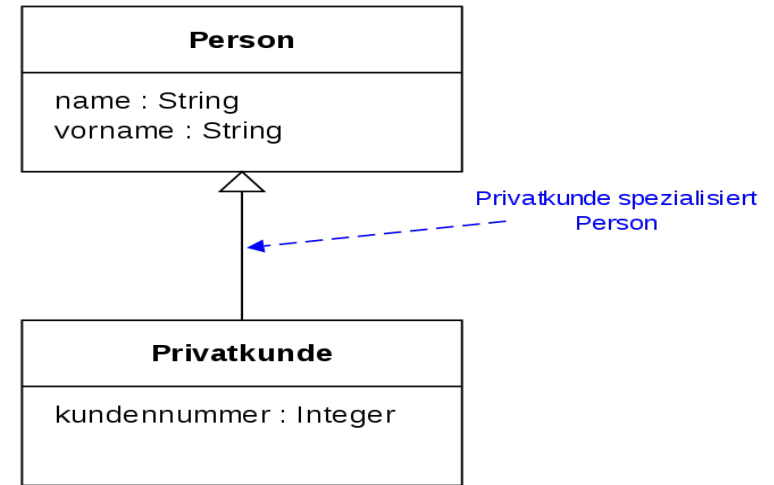 Person
name : String
vorname : String
Privatkunde spezialisiert
Person
Privatkunde
kundennummer : Integer